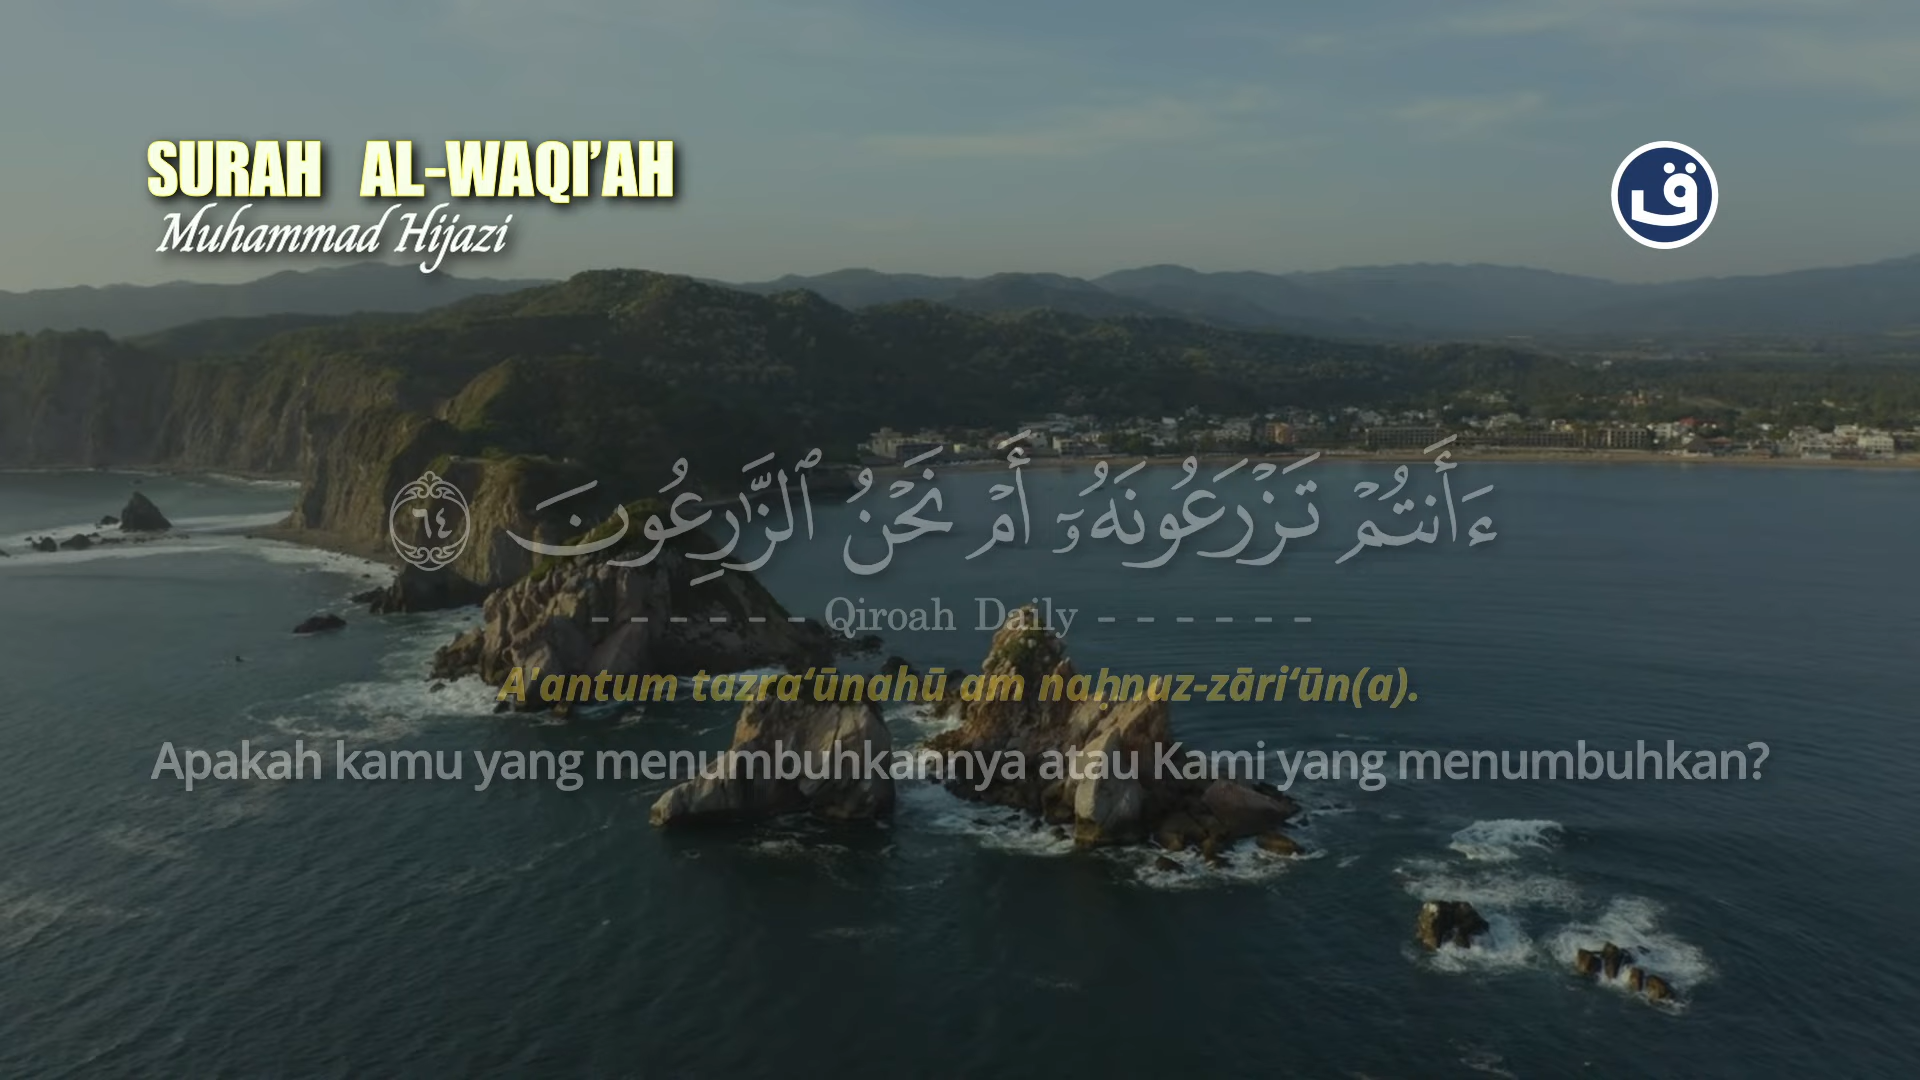 SURAH AL-WAQI’AH
Muhammad Hijazi
ق
ءَأَنتُمْ تَزْرَعُونَهُۥٓ أَمْ نَحْنُ ٱلزَّٰرِعُونَ ٦٤
- - - - - - Qiroah Daily - - - - - -
A'antum tazra‘ūnahū am naḥnuz-zāri‘ūn(a).
Apakah kamu yang menumbuhkannya atau Kami yang menumbuhkan?